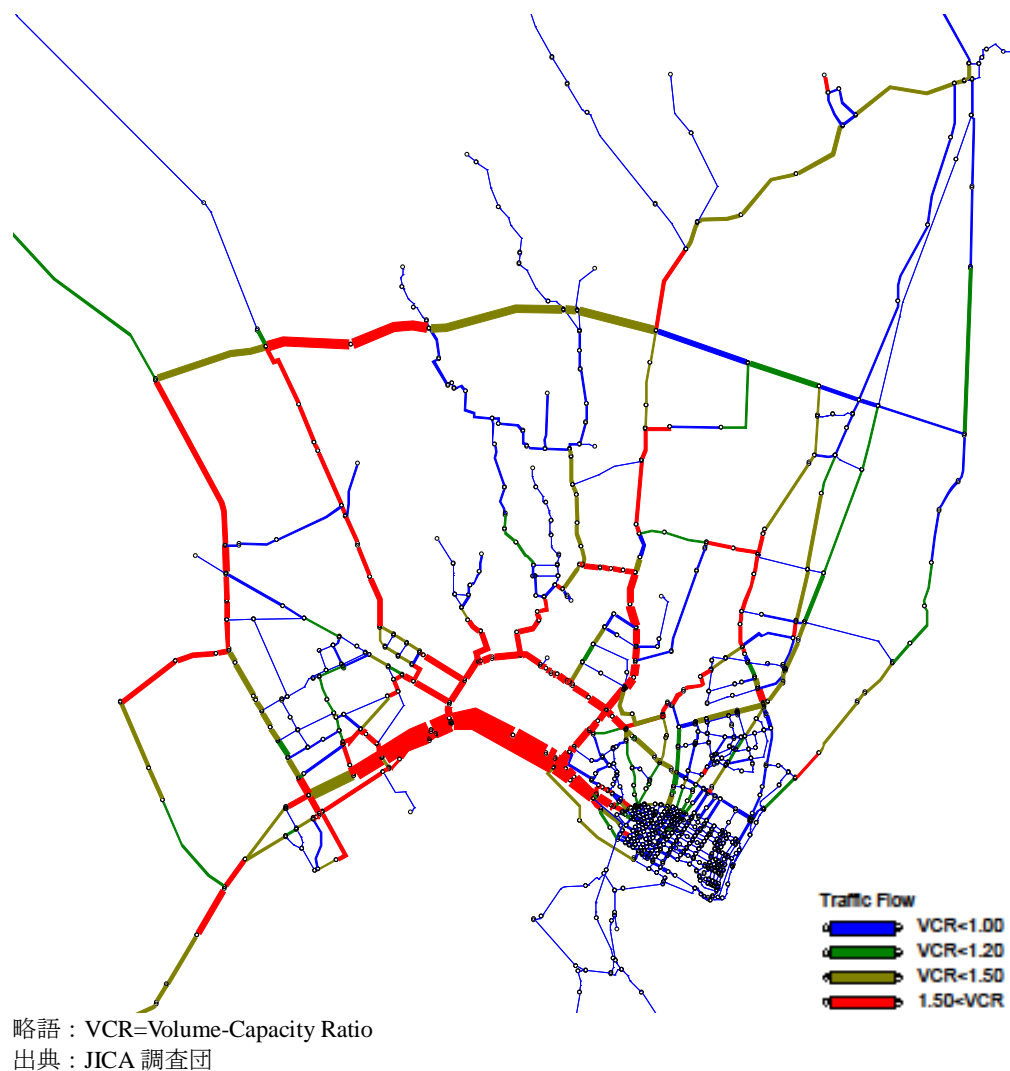 Traffic Flow
VCR<1.00
VCR<1.20
VCR<1.50
1.50<VCR
略語：VCR=Volume-Capacity Ratio
出典：JICA 調査団